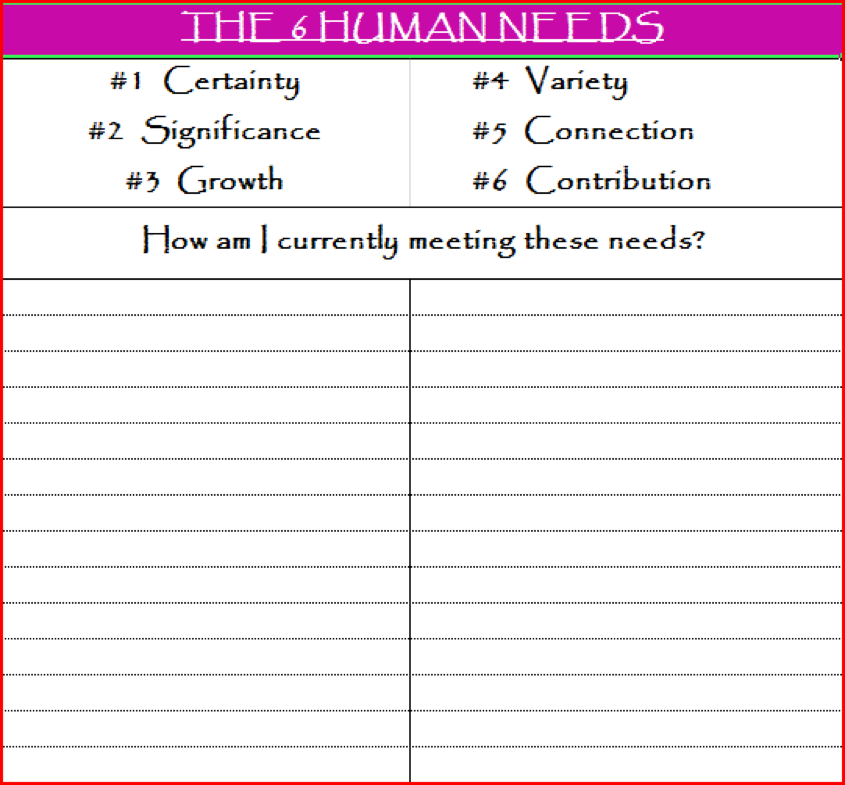 THE 6 HUMAN NEEDS
#1 Certainty
#2 Significance
#3 Growth
#4 Variety
#5 Connection
#6 Contribution
How am I currently meeting these needs?